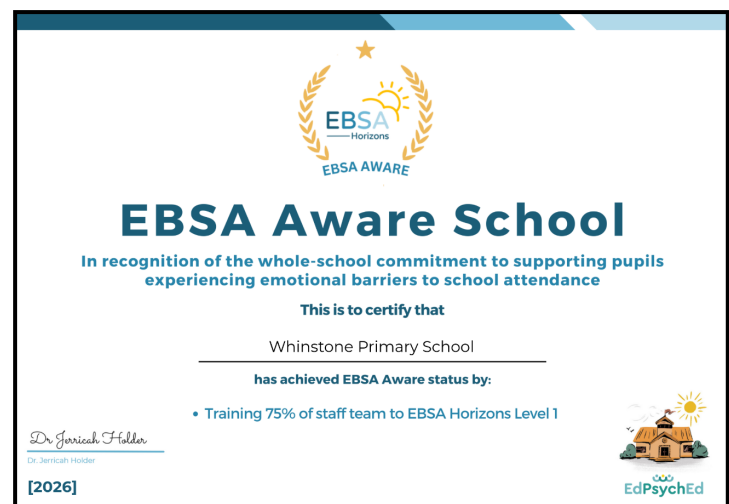 EBSA
Horizons
EBSA AWARE
EBSA Aware School
In recognition of the whole-school commitment to supporting pupils
experiencing emotional barriers to school attendance
This is to certify that
Whinstone Primary School
has achieved EBSA Aware status by:
• Training 75% of staff team to EBSA Horizons Level 1
Dr Jerricah Holder
Dr. Jerricah Holder
[2026]
EdPsychEd